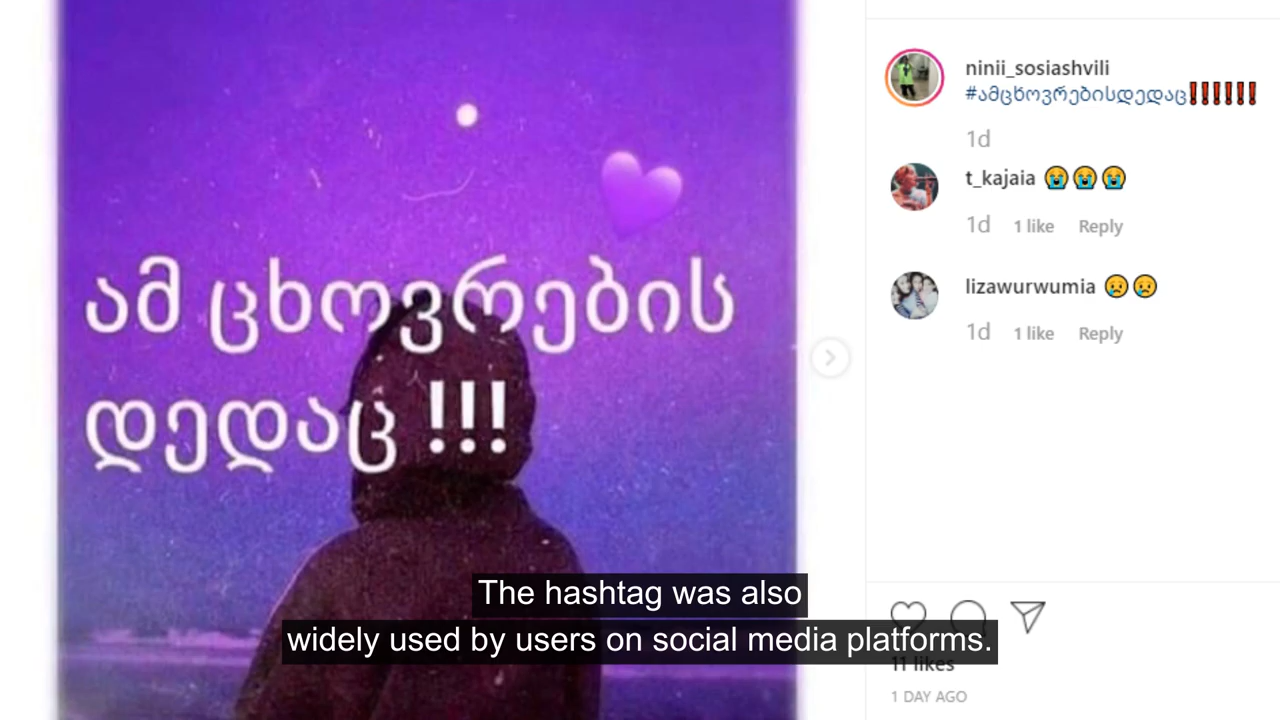 ამ ცხოვრების
დედაც !!!
ninii_sosiashvili
#ამცხოვრებისდედაც❗❗❗❗❗❗
1d
t_kajaia 😭😭😭
1d 1 like Reply
lizawurwumia 😢😢
1d 1 like Reply
11 likes
1 DAY AGO
The hashtag was also
widely used by users on social media platforms.